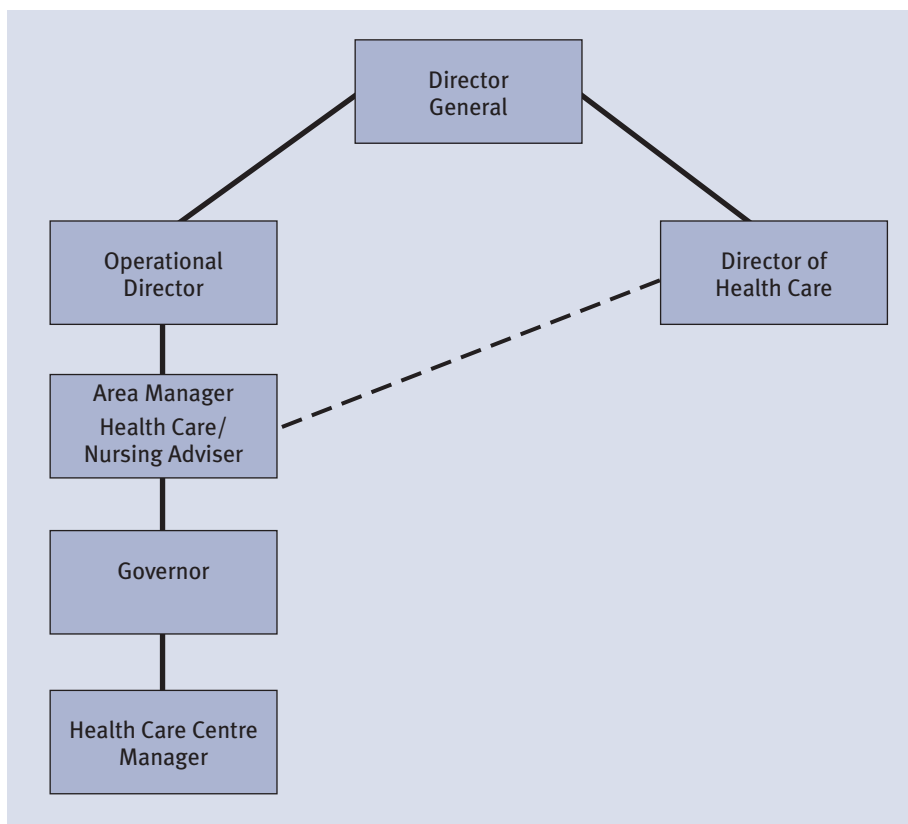 Director
General
Operational
Director
Director of
Health Care
Area Manager
Health Care/
Nursing Adviser
Governor
Health Care Centre
Manager